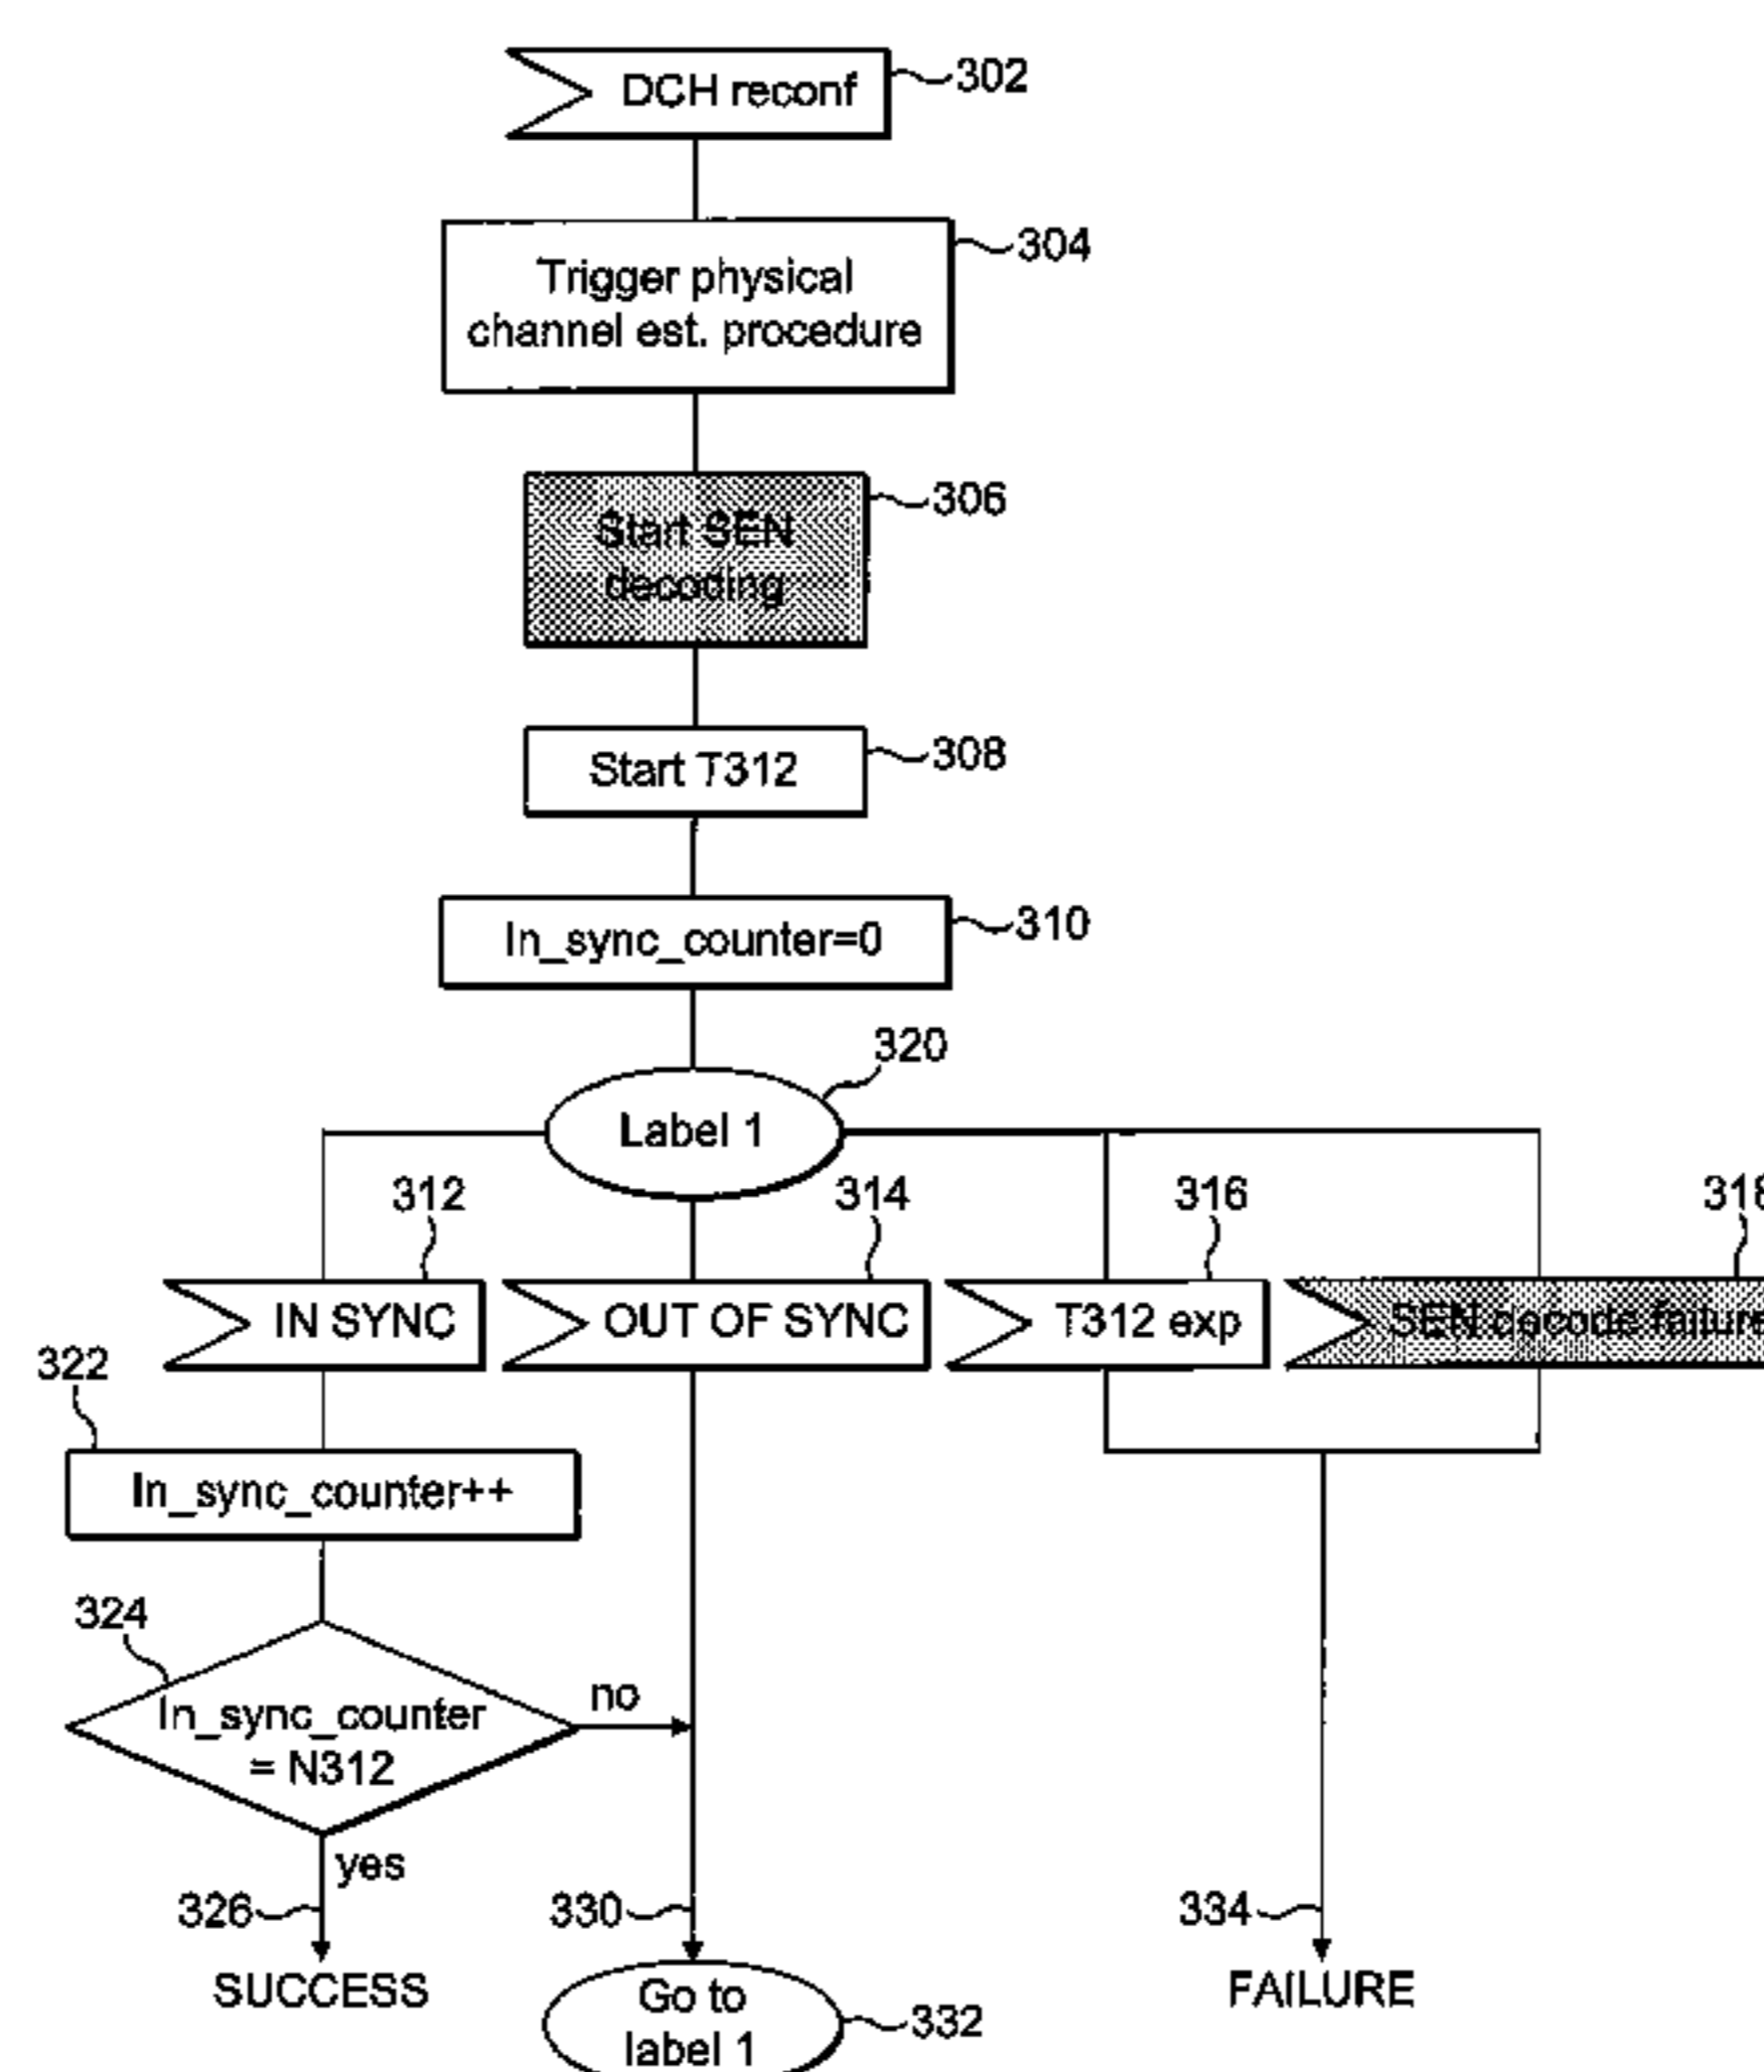 DCH reconf
302
Trigger physical
channel est. procedure
304
Start SEN
decoding
306
Start T312
308
In_sync_counter=0
310
320
Label 1
312
314
316
318
IN SYNC
OUT OF SYNC
T312 exp
SEN decode failure
322
In_sync_counter++
324
In_sync_counter
= N312
no
yes
326
330
334
SUCCESS
Go to
label 1
332
FAILURE